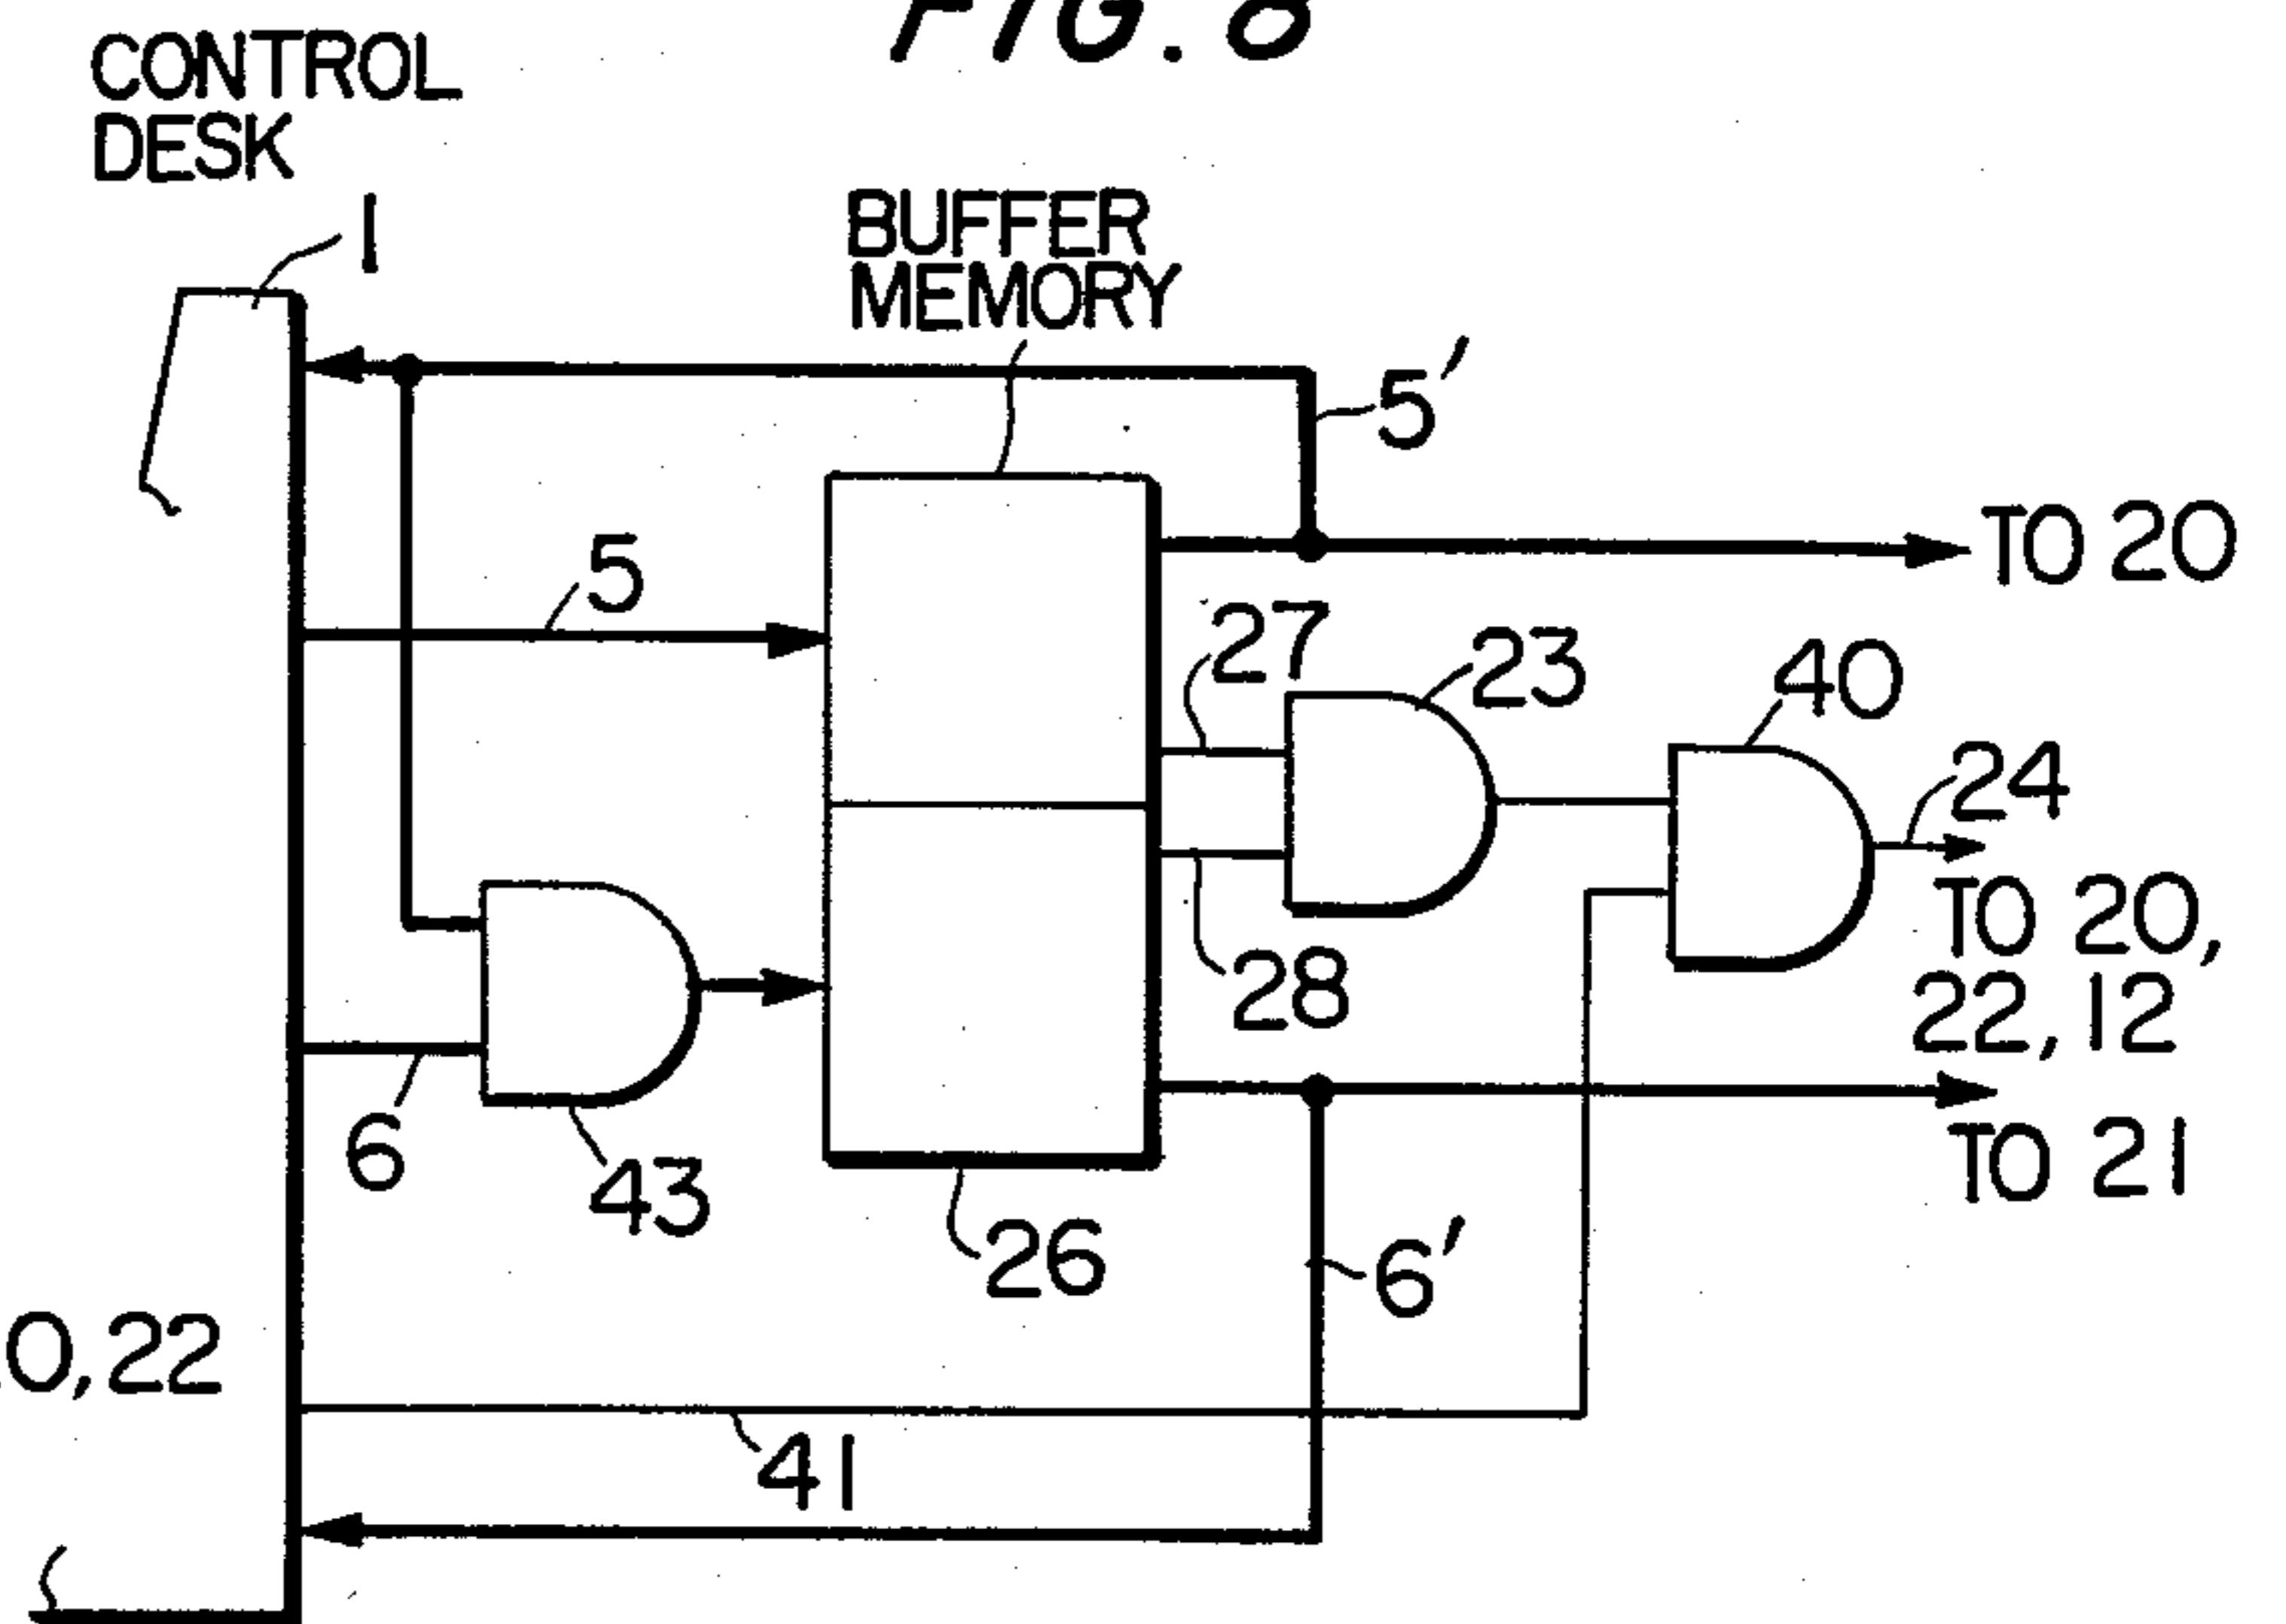 FIG. 8
CONTROL
DESK
1
BUFFER
MEMORY
5′
5
TO 20
27
23
40
24
TO 20,
22, 12
28
6
43
TO 21
26
6′
0, 22
41